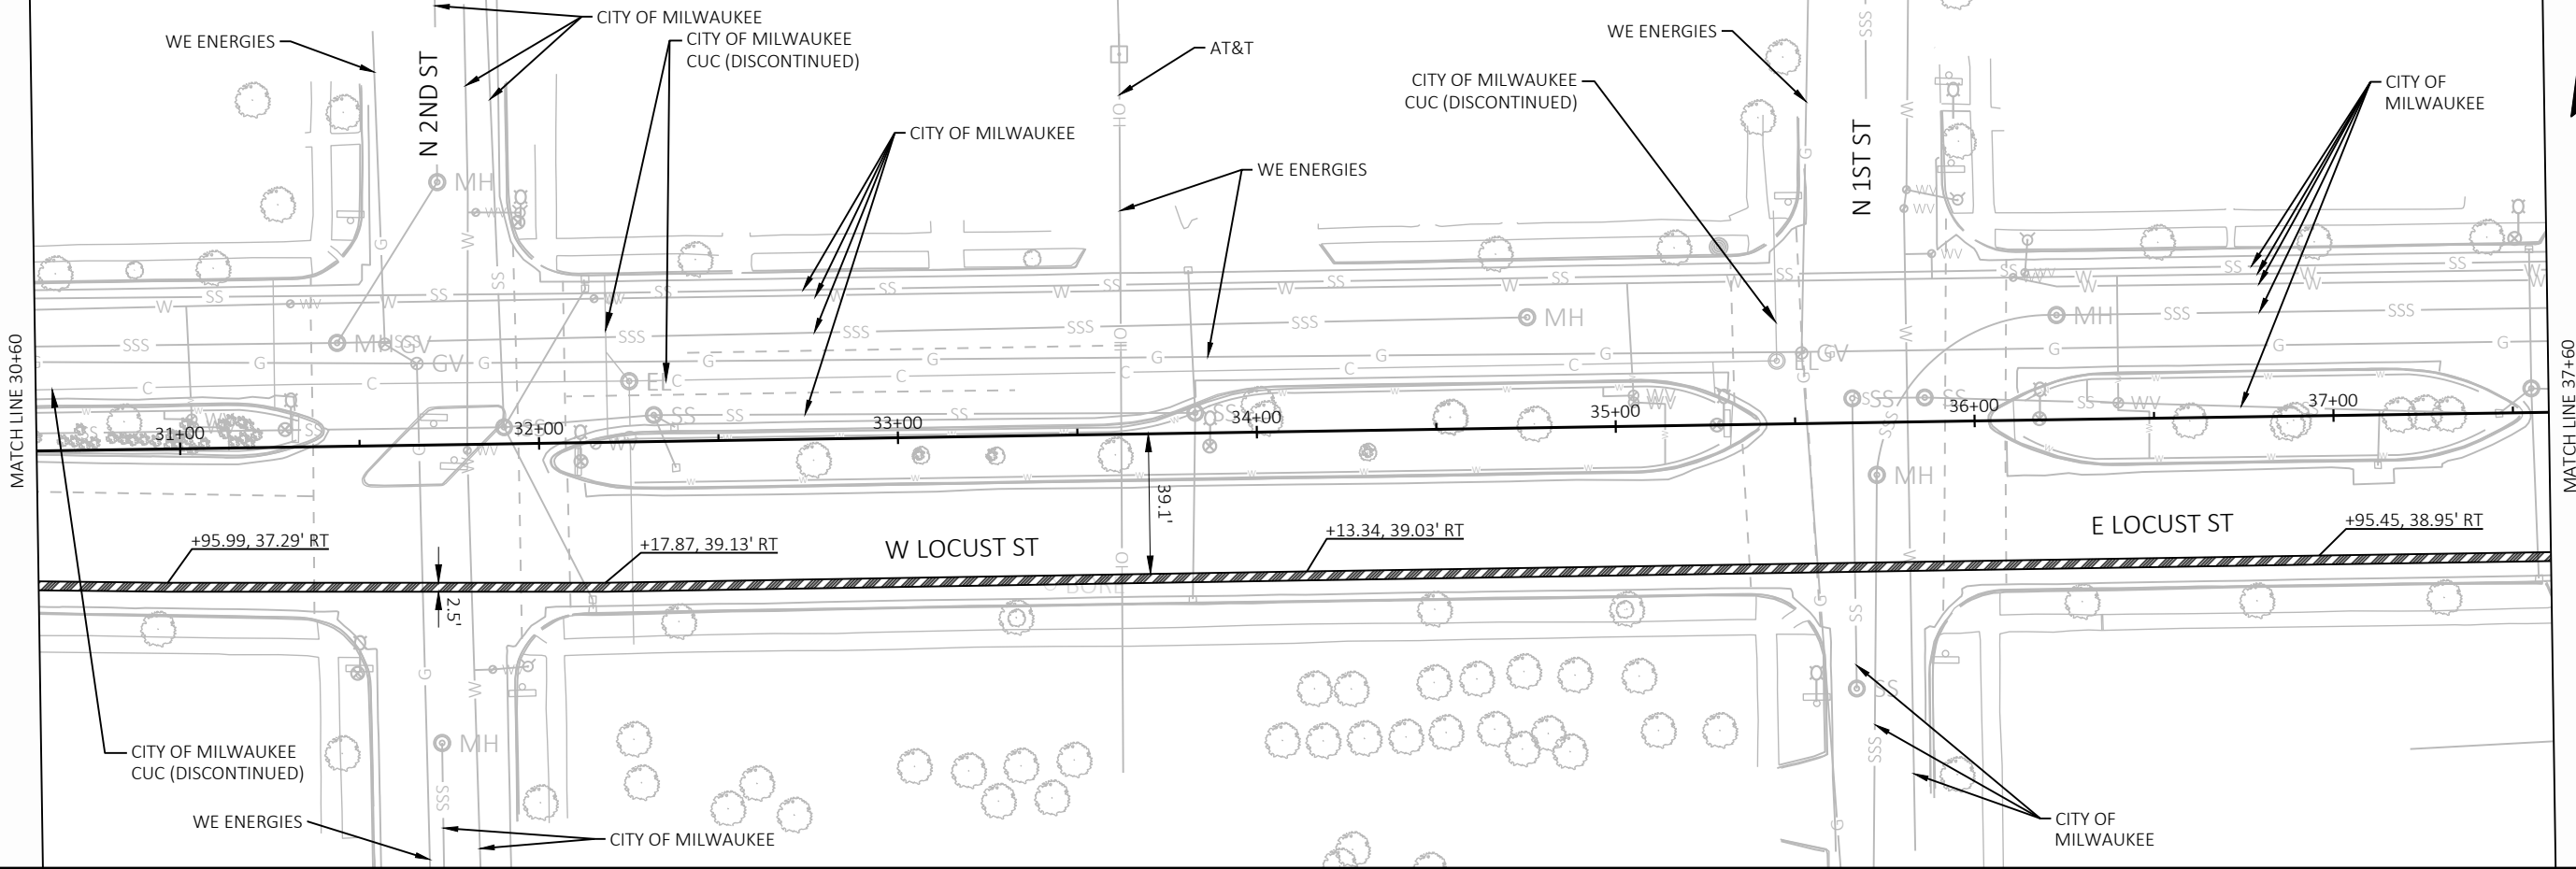 CITY OF MILWAUKEE
WE ENERGIES
CITY OF MILWAUKEE
CUC (DISCONTINUED)
N 2ND ST
AT&T
WE ENERGIES
CITY OF MILWAUKEE
CUC (DISCONTINUED)
N 1ST ST
CITY OF
MILWAUKEE
CITY OF MILWAUKEE
WE ENERGIES
MH
MH
MH
MH
GV
GV
GV
EL
SS
MATCH LINE 30+60
MATCH LINE 37+60
31+00
32+00
33+00
34+00
35+00
36+00
37+00
MH
39.1'
+95.99, 37.29' RT
+17.87, 39.13' RT
W LOCUST ST
+13.34, 39.03' RT
E LOCUST ST
+95.45, 38.95' RT
2.5'
SS
MH
CITY OF MILWAUKEE
CUC (DISCONTINUED)
WE ENERGIES
CITY OF MILWAUKEE
CITY OF
MILWAUKEE